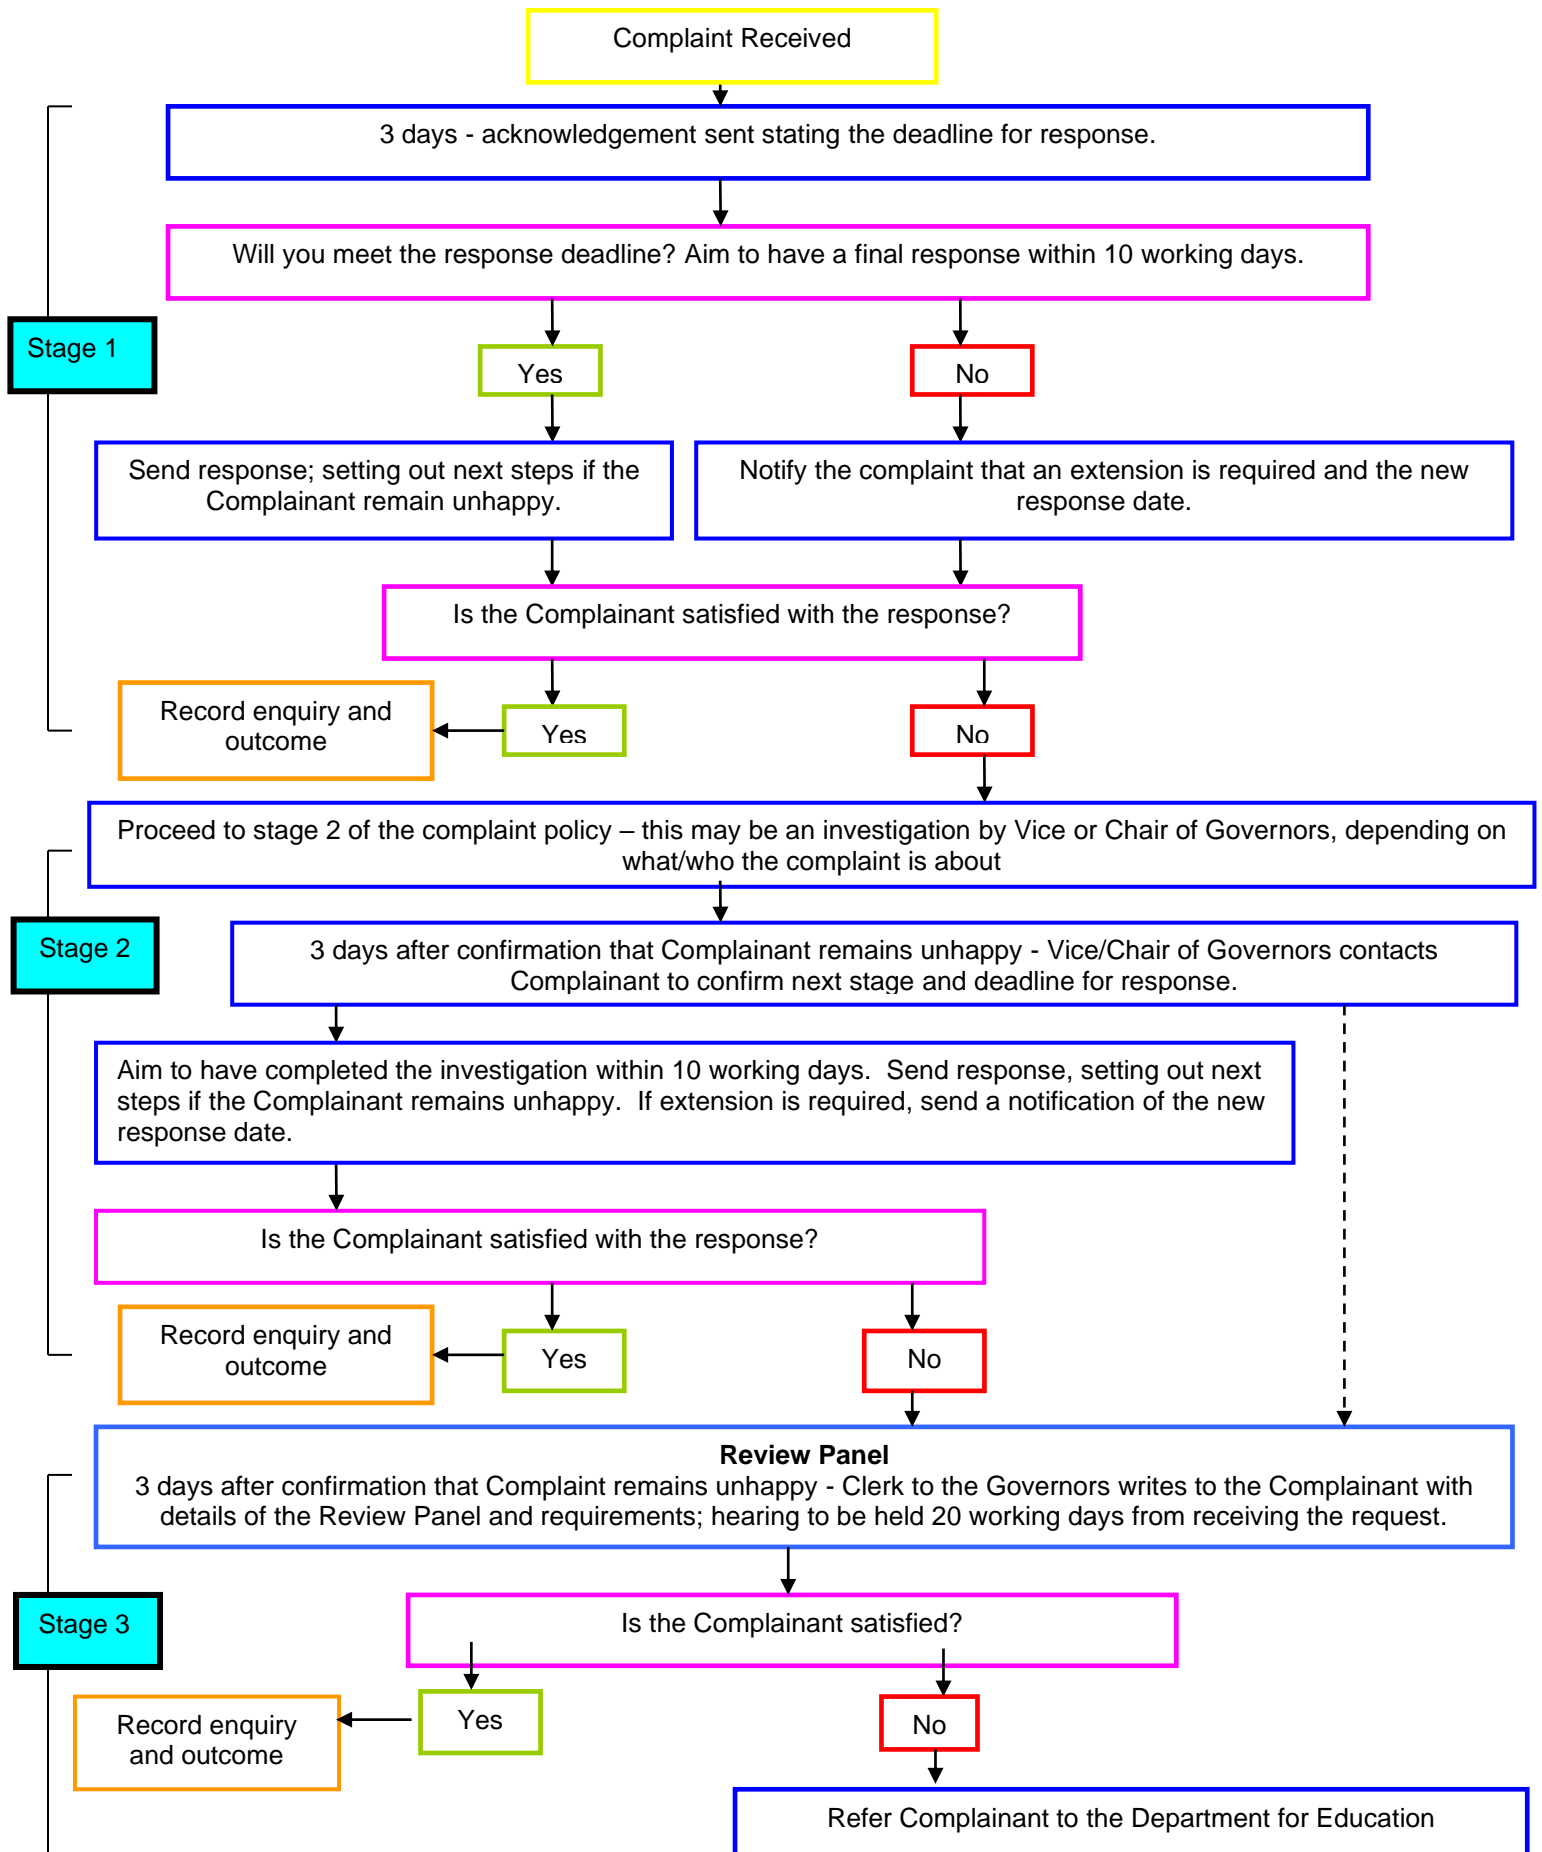 Complaint Received
3 days - acknowledgement sent stating the deadline for response.
Will you meet the response deadline? Aim to have a final response within 10 working days.
Stage 1
Yes
No
Send response; setting out next steps if the
Complainant remain unhappy.
Notify the complaint that an extension is required and the new
response date.
Is the Complainant satisfied with the response?
Record enquiry and
outcome
Yes
No
Proceed to stage 2 of the complaint policy – this may be an investigation by Vice or Chair of Governors, depending on
what/who the complaint is about
Stage 2
3 days after confirmation that Complainant remains unhappy - Vice/Chair of Governors contacts
Complainant to confirm next stage and deadline for response.
Aim to have completed the investigation within 10 working days.  Send response, setting out next
steps if the Complainant remains unhappy.  If extension is required, send a notification of the new
response date.
Is the Complainant satisfied with the response?
Record enquiry and
outcome
Yes
No
Review Panel
3 days after confirmation that Complaint remains unhappy - Clerk to the Governors writes to the Complainant with
details of the Review Panel and requirements; hearing to be held 20 working days from receiving the request.
Stage 3
Is the Complainant satisfied?
Record enquiry
and outcome
Yes
No
Refer Complainant to the Department for Education